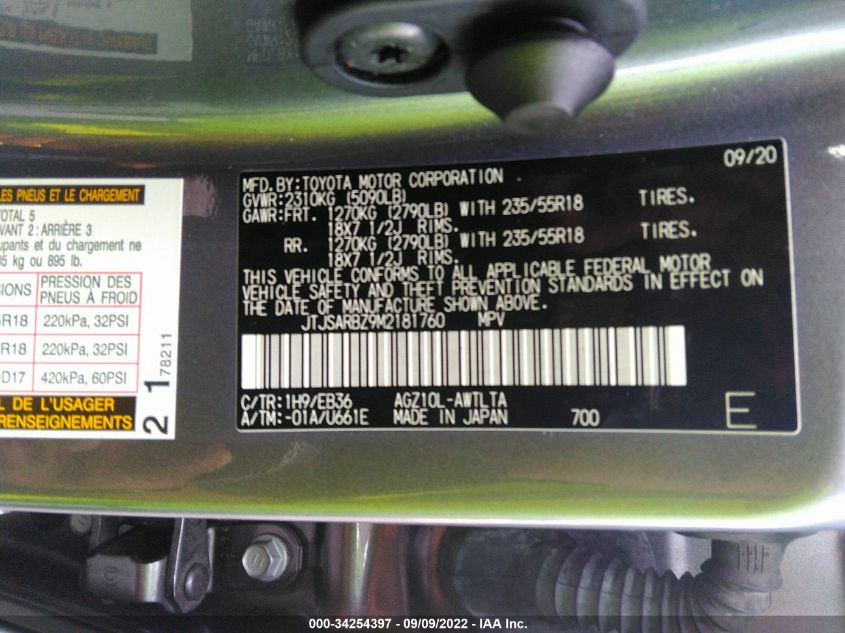 LES PNEUS ET LE CHARGEMENT
TOTAL 5
AVANT 2 : ARRIÈRE 3
du chargement ne
kg ou 895 lb.
PRESSION DES
PNEUS À FROID
R18 220kPa, 32PSI
R18 220kPa, 32PSI
D17 420kPa, 60PSI
DE L'USAGER
RENSEIGNEMENTS
2 1 78211
09/20
MFD.BY:TOYOTA MOTOR CORPORATION
GVWR:2310KG (5090LB)
GAWR:FRT. 1270KG (2790LB) WITH 235/55R18 TIRES.
18X7 1/2J RIMS.
RR. 1270KG (2790LB) WITH 235/55R18 TIRES.
18X7 1/2J RIMS.
THIS VEHICLE CONFORMS TO ALL APPLICABLE FEDERAL MOTOR
VEHICLE SAFETY AND THEFT PREVENTION STANDARDS IN EFFECT ON
THE DATE OF MANUFACTURE SHOWN ABOVE.
JTJSARBZ9M2181760 MPV
C/TR:1H9/EB36 AGZ10L-AWTLTA
A/TM:-01A/U661E MADE IN JAPAN 700 E
000-34254397 - 09/09/2022 - IAA Inc.